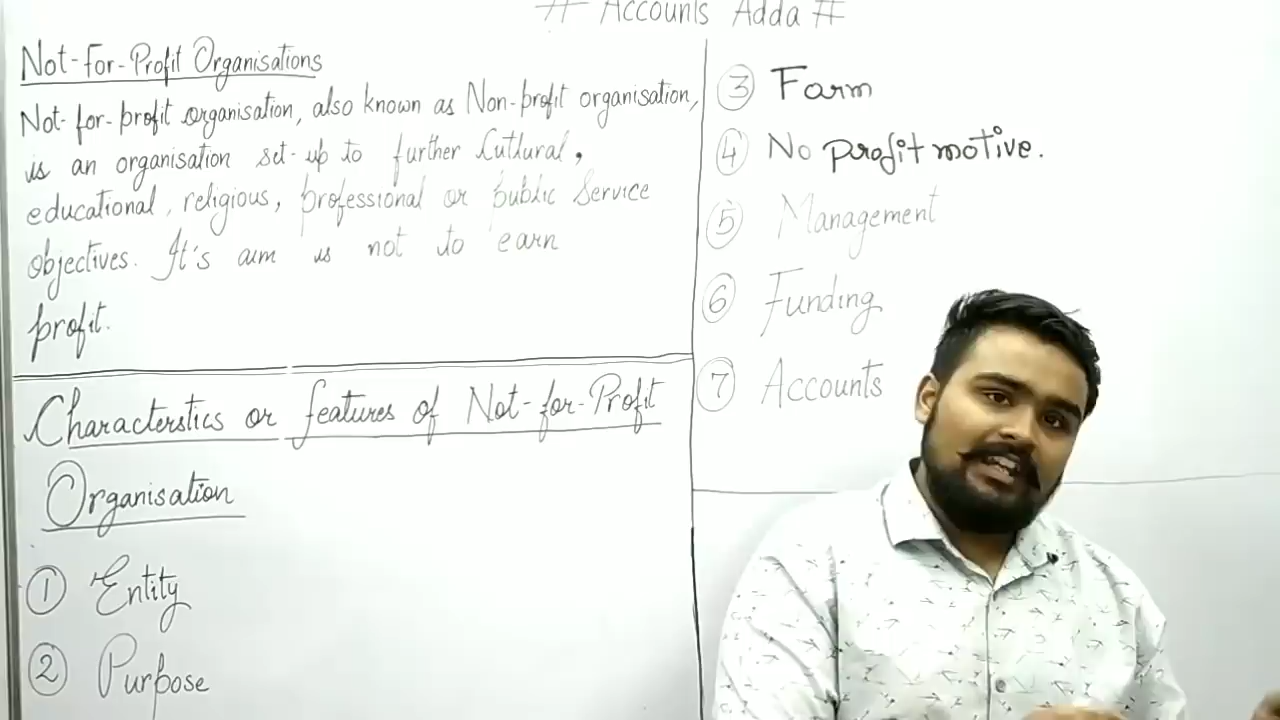 # Accounts Adda #
Not-For-Profit Organisations
Not-for-profit organisation, also known as Non-profit organisation,
is an organisation set-up to further Cutlural,
educational, religious, professional or public Service
objectives. It's aim is not to earn
profit.
Characterstics or features of Not-for-Profit
Organisation
① Entity
② Purpose
③ Farm
④ No profit motive.
⑤ Management
⑥ Funding
⑦ Accounts